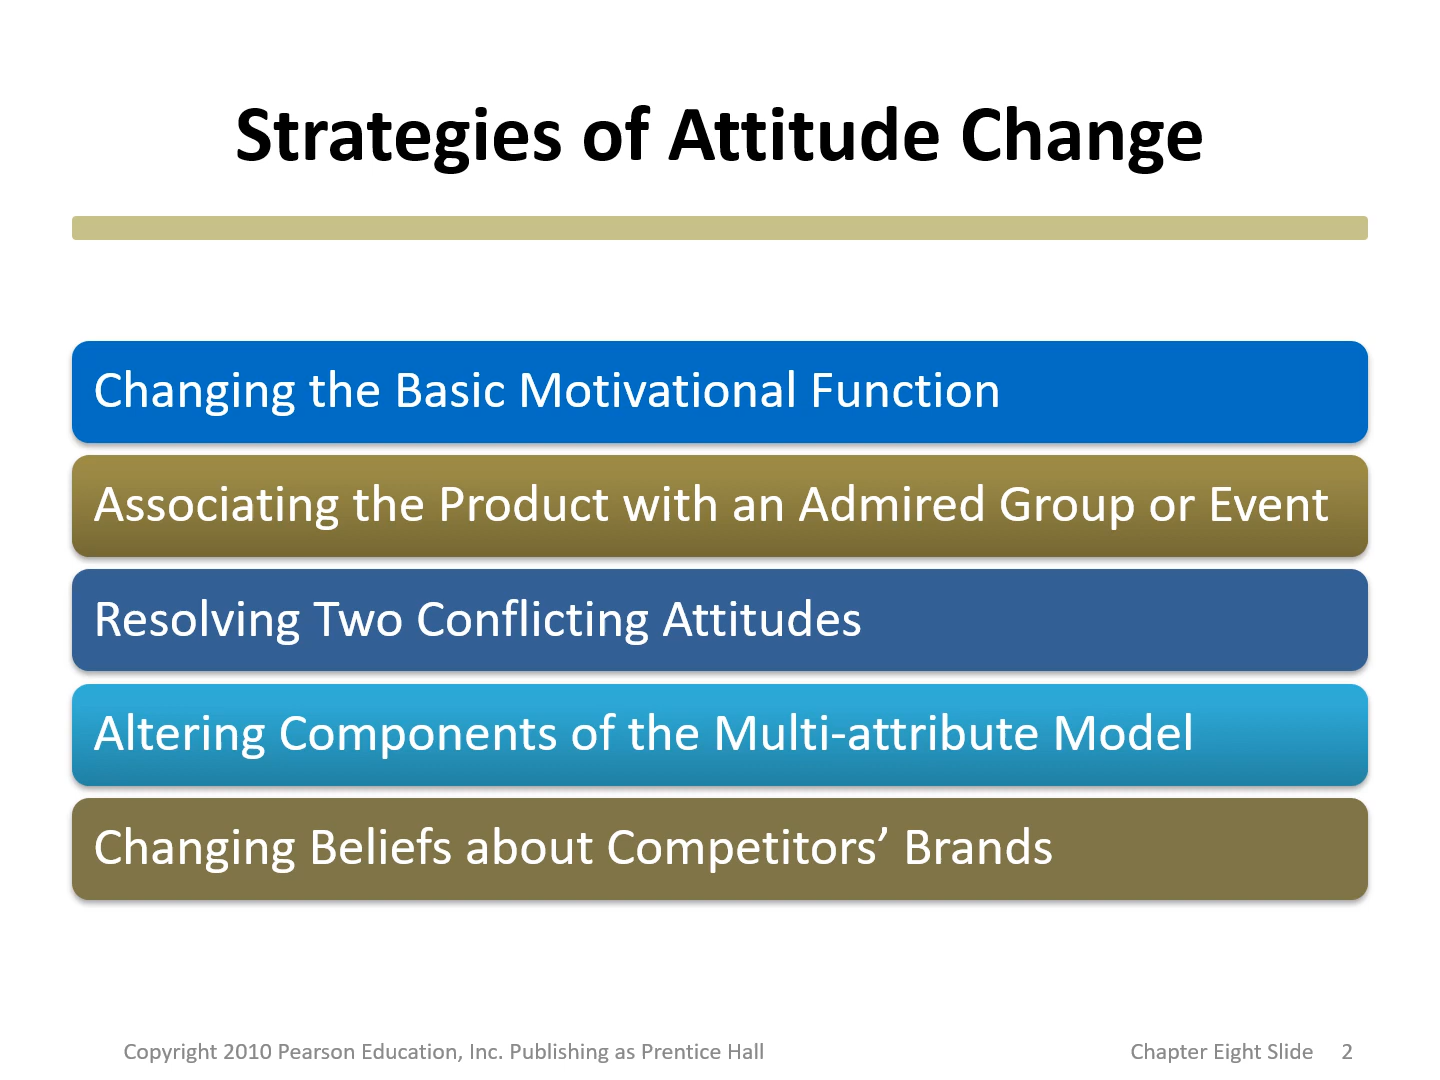 Strategies of Attitude Change
Changing the Basic Motivational Function
Associating the Product with an Admired Group or Event
Resolving Two Conflicting Attitudes
Altering Components of the Multi-attribute Model
Changing Beliefs about Competitors’ Brands
Copyright 2010 Pearson Education, Inc. Publishing as Prentice Hall
Chapter Eight Slide 2